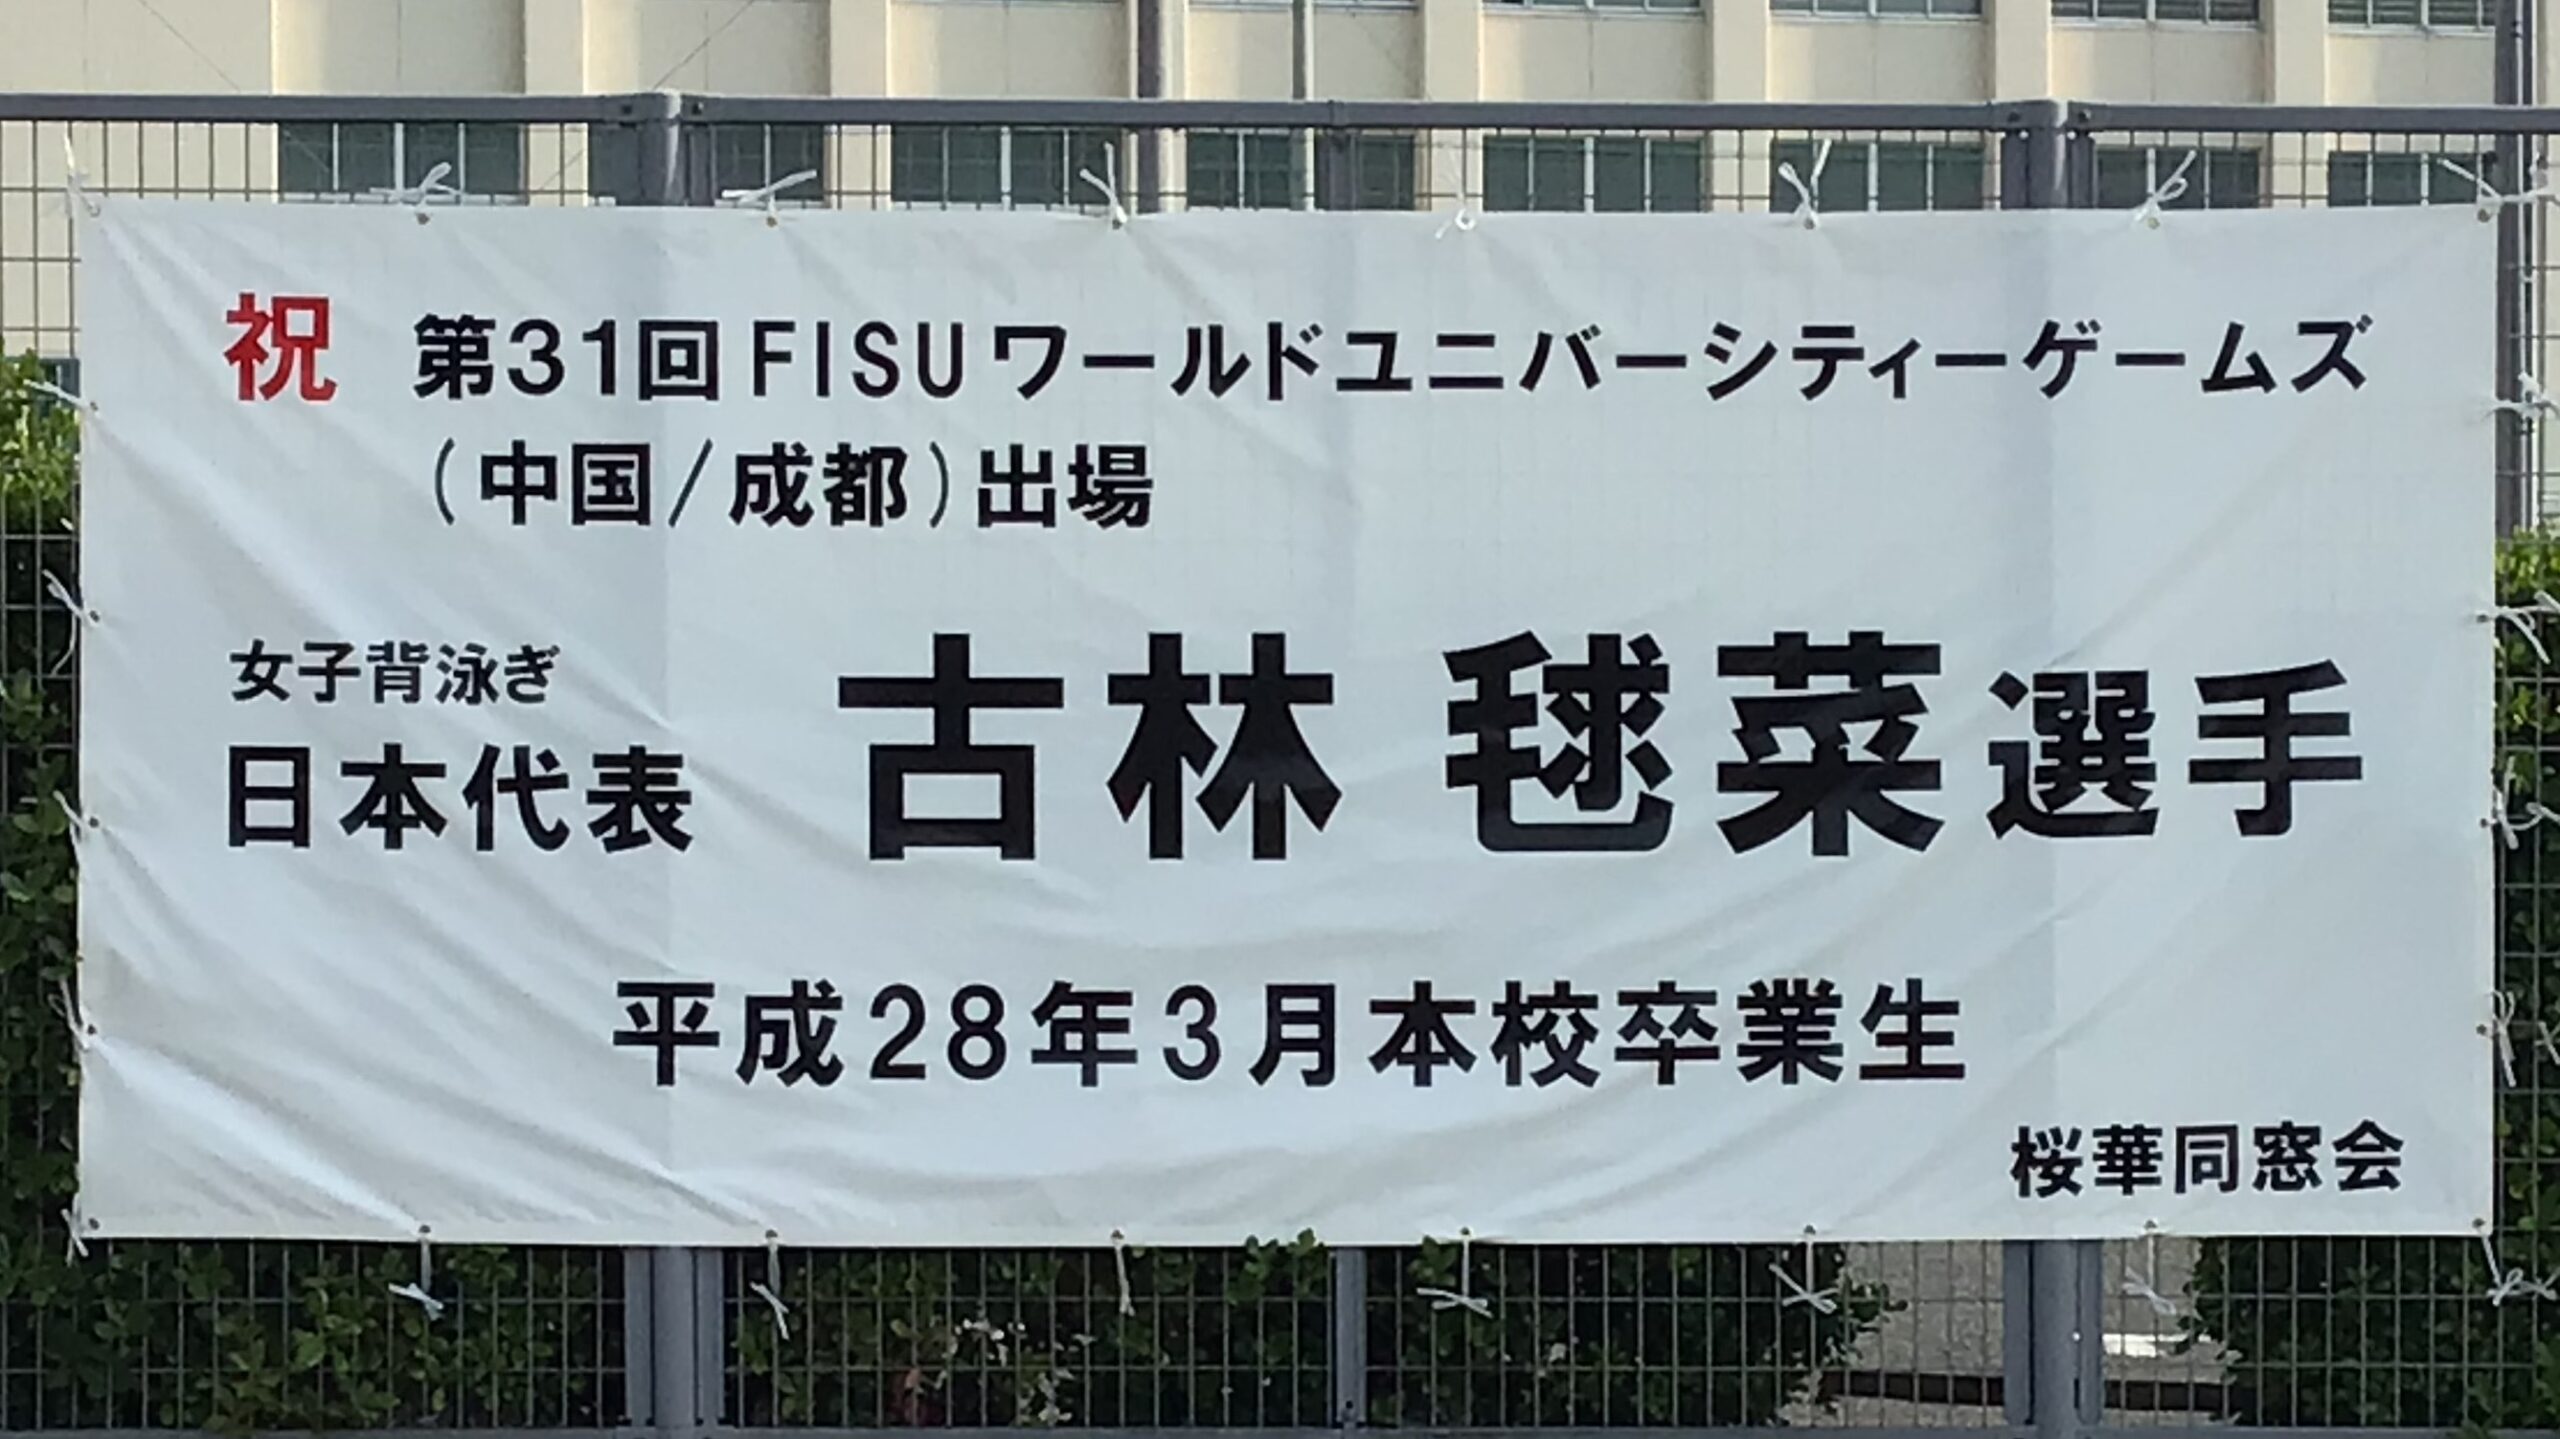 祝 第31回FISUワールドユニバーシティーゲームズ
(中国/成都)出場
女子背泳ぎ
日本代表 古林 毬菜選手
平成28年3月本校卒業生
桜華同窓会